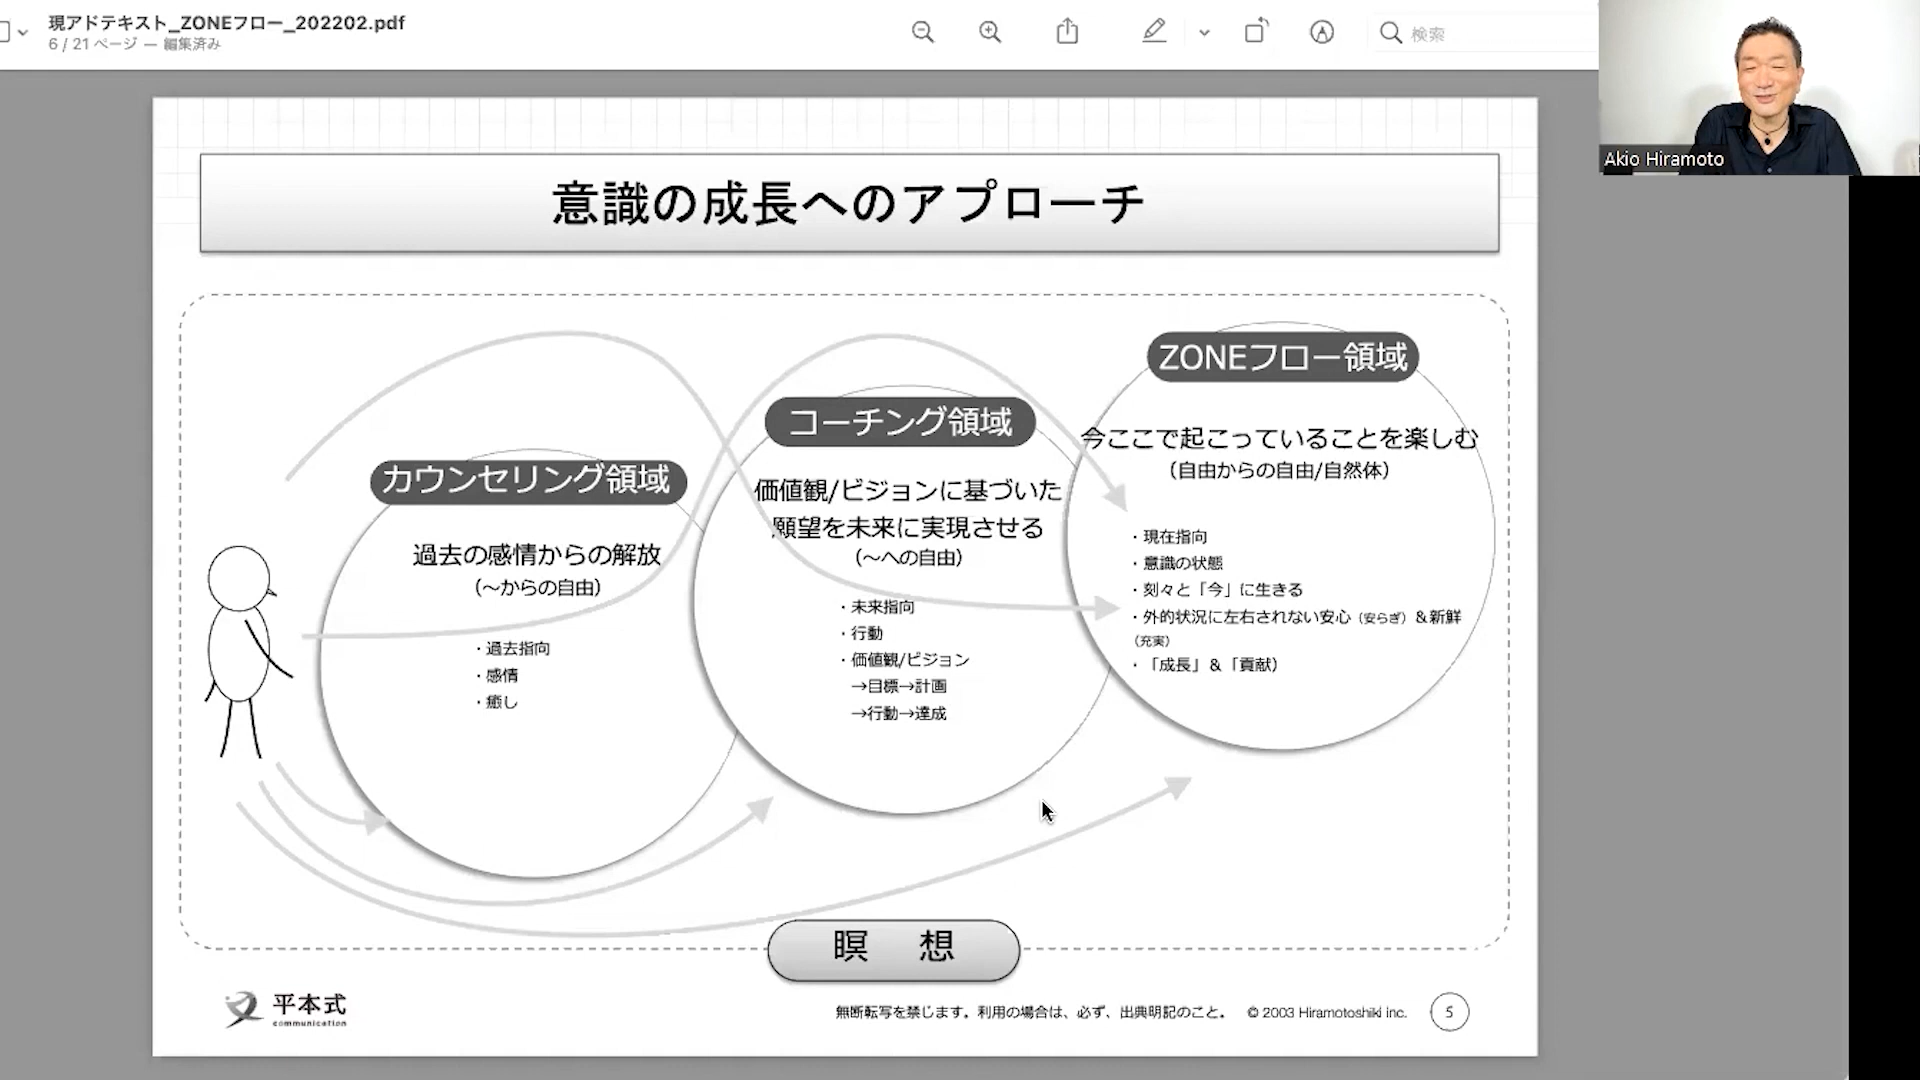 現アドテキスト_ZONEフロー_202202.pdf
6 / 21 ページ — 編集済み
検索
Akio Hiramoto
意識の成長へのアプローチ
カウンセリング領域
過去の感情からの解放
(〜からの自由)
・過去指向
・感情
・癒し
コーチング領域
価値観/ビジョンに基づいた
願望を未来に実現させる
(〜への自由)
・未来指向
・行動
・価値観/ビジョン
→目標→計画
→行動→達成
ZONEフロー領域
今ここで起こっていることを楽しむ
(自由からの自由/自然体)
・現在指向
・意識の状態
・刻々と「今」に生きる
・外的状況に左右されない安心（安らぎ）＆新鮮
（充実）
・「成長」＆「貢献）
瞑 想
平本式
communication
無断転写を禁じます。利用の場合は、必ず、出典明記のこと。 © 2003 Hiramotoshiki inc.
5